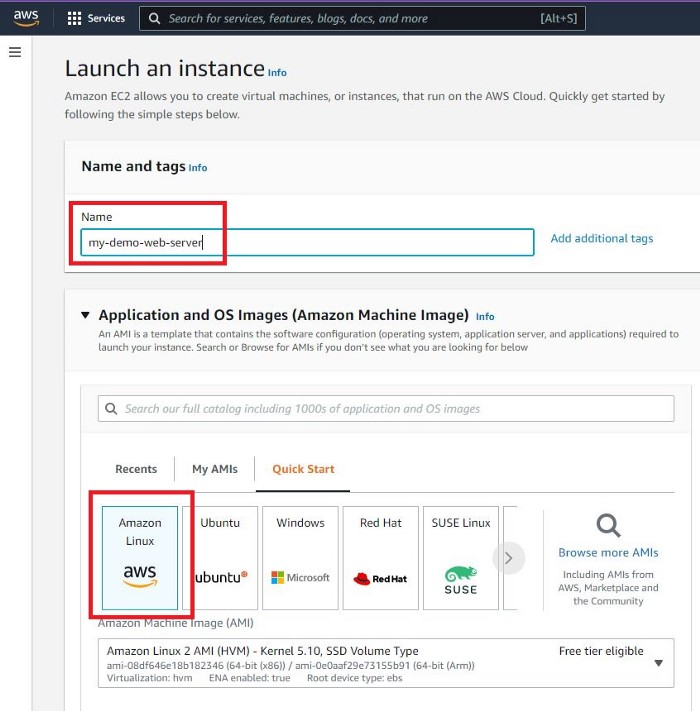 aws Services Search for services, features, blogs, docs, and more [Alt+S]
Launch an instance Info
Amazon EC2 allows you to create virtual machines, or instances, that run on the AWS Cloud. Quickly get started by
following the simple steps below.
Name and tags Info
Name
my-demo-web-server
Add additional tags
Application and OS Images (Amazon Machine Image) Info
An AMI is a template that contains the software configuration (operating system, application server, and applications) required to
launch your instance. Search or Browse for AMIs if you don't see what you are looking for below
Search our full catalog including 1000s of application and OS images
Recents My AMIs Quick Start
Amazon
Linux
aws
Ubuntu
ubuntu
Windows
Microsoft
Red Hat
Red Hat
SUSE Linux
SUSE
Browse more AMIs
Including AMIs from
AWS, Marketplace and
the Community
Amazon Machine Image (AMI)
Amazon Linux 2 AMI (HVM) - Kernel 5.10, SSD Volume Type Free tier eligible
ami-08df646e18b182346 (64-bit (x86)) / ami-0e0aaf29e73155b91 (64-bit (Arm))
Virtualization: hvm ENA enabled: true Root device type: ebs